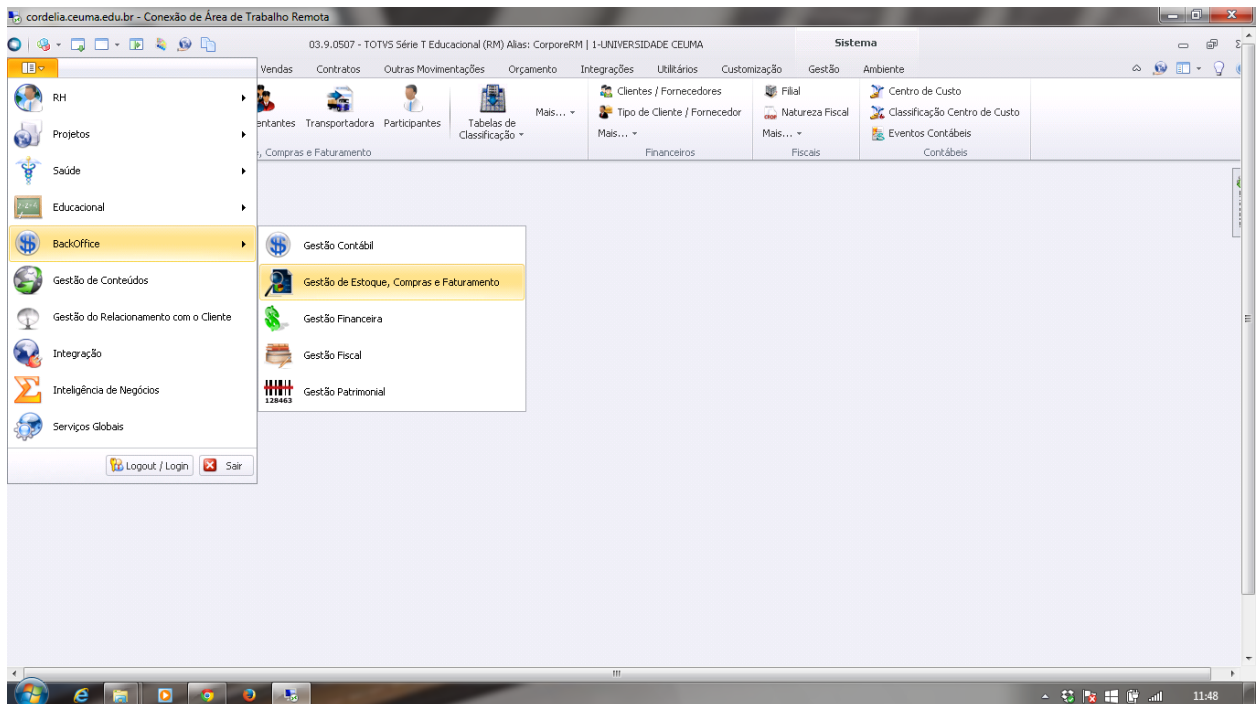 cordelia.ceuma.edu.br - Conexão de Área de Trabalho Remota
03.9.0507 - TOTVS Série T Educacional (RM) Alias: CorporeRM | 1-UNIVERSIDADE CEUMA
Sistema
Vendas Contratos Outras Movimentações Orçamento Integrações Utilitários Customização Gestão Ambiente
RH
Projetos
Saúde
Educacional
BackOffice
Gestão de Conteúdos
Gestão do Relacionamento com o Cliente
Integração
Inteligência de Negócios
Serviços Globais
Logout / Login Sair
entantes Transportadora Participantes Tabelas de
Classificação
Mais...
, Compras e Faturamento
Clientes / Fornecedores
Tipo de Cliente / Fornecedor
Mais...
Financeiros
Filial
Natureza Fiscal
Mais...
Fiscais
Centro de Custo
Classificação Centro de Custo
Eventos Contábeis
Contábeis
Gestão Contábil
Gestão de Estoque, Compras e Faturamento
Gestão Financeira
Gestão Fiscal
Gestão Patrimonial
128463
11:48